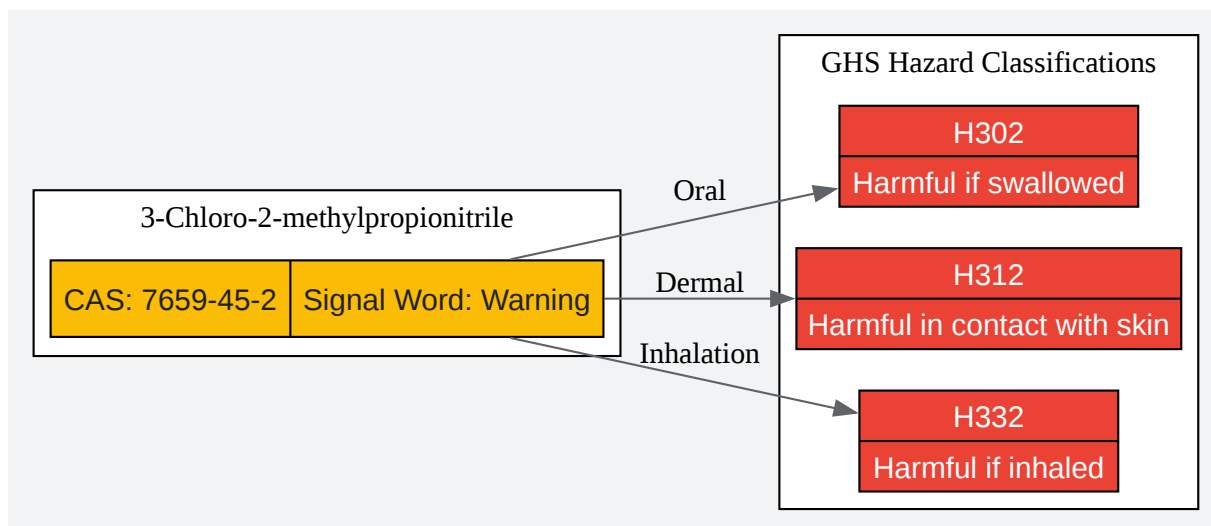 3-Chloro-2-methylpropionitrile
CAS: 7659-45-2
Signal Word: Warning
Oral
Dermal
Inhalation
GHS Hazard Classifications
H302
Harmful if swallowed
H312
Harmful in contact with skin
H332
Harmful if inhaled